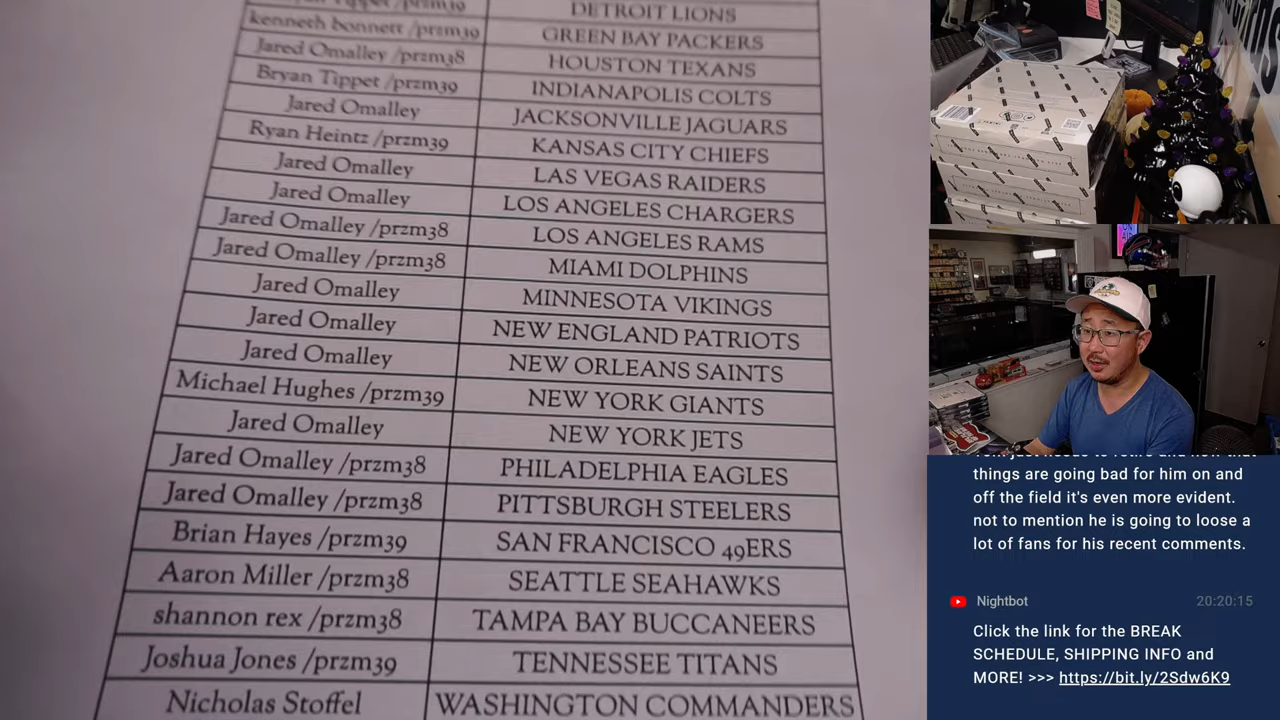 DETROIT LIONS
kenneth bonnett /przm39 GREEN BAY PACKERS
Jared Omalley /przm38 HOUSTON TEXANS
Bryan Tippet /przm39 INDIANAPOLIS COLTS
Jared Omalley JACKSONVILLE JAGUARS
Ryan Heintz /przm39 KANSAS CITY CHIEFS
Jared Omalley LAS VEGAS RAIDERS
Jared Omalley LOS ANGELES CHARGERS
Jared Omalley /przm38 LOS ANGELES RAMS
Jared Omalley /przm38 MIAMI DOLPHINS
Jared Omalley MINNESOTA VIKINGS
Jared Omalley NEW ENGLAND PATRIOTS
Jared Omalley NEW ORLEANS SAINTS
Michael Hughes /przm39 NEW YORK GIANTS
Jared Omalley NEW YORK JETS
Jared Omalley /przm38 PHILADELPHIA EAGLES
Jared Omalley /przm38 PITTSBURGH STEELERS
Brian Hayes /przm39 SAN FRANCISCO 49ERS
Aaron Miller /przm38 SEATTLE SEAHAWKS
shannon rex /przm38 TAMPA BAY BUCCANEERS
Joshua Jones /przm39 TENNESSEE TITANS
Nicholas Stoffel WASHINGTON COMMANDERS
things are going bad for him on and
off the field it's even more evident.
not to mention he is going to loose a
lot of fans for his recent comments.
Nightbot 20:20:15
Click the link for the BREAK
SCHEDULE, SHIPPING INFO and
MORE! >>> https://bit.ly/2Sdw6K9